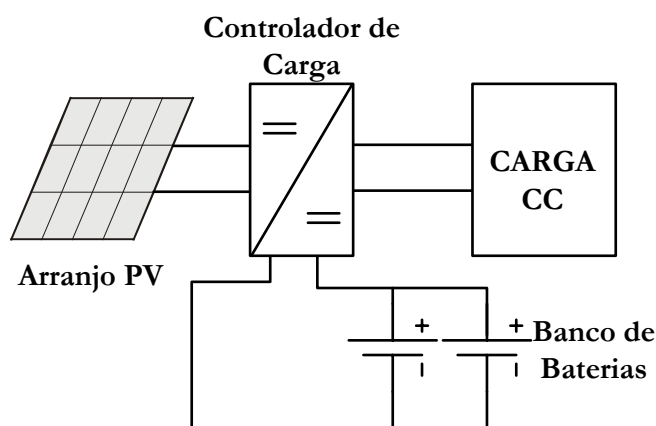 Controlador de
Carga
CARGA
CC
Arranjo PV
+
+
Banco de
Baterias